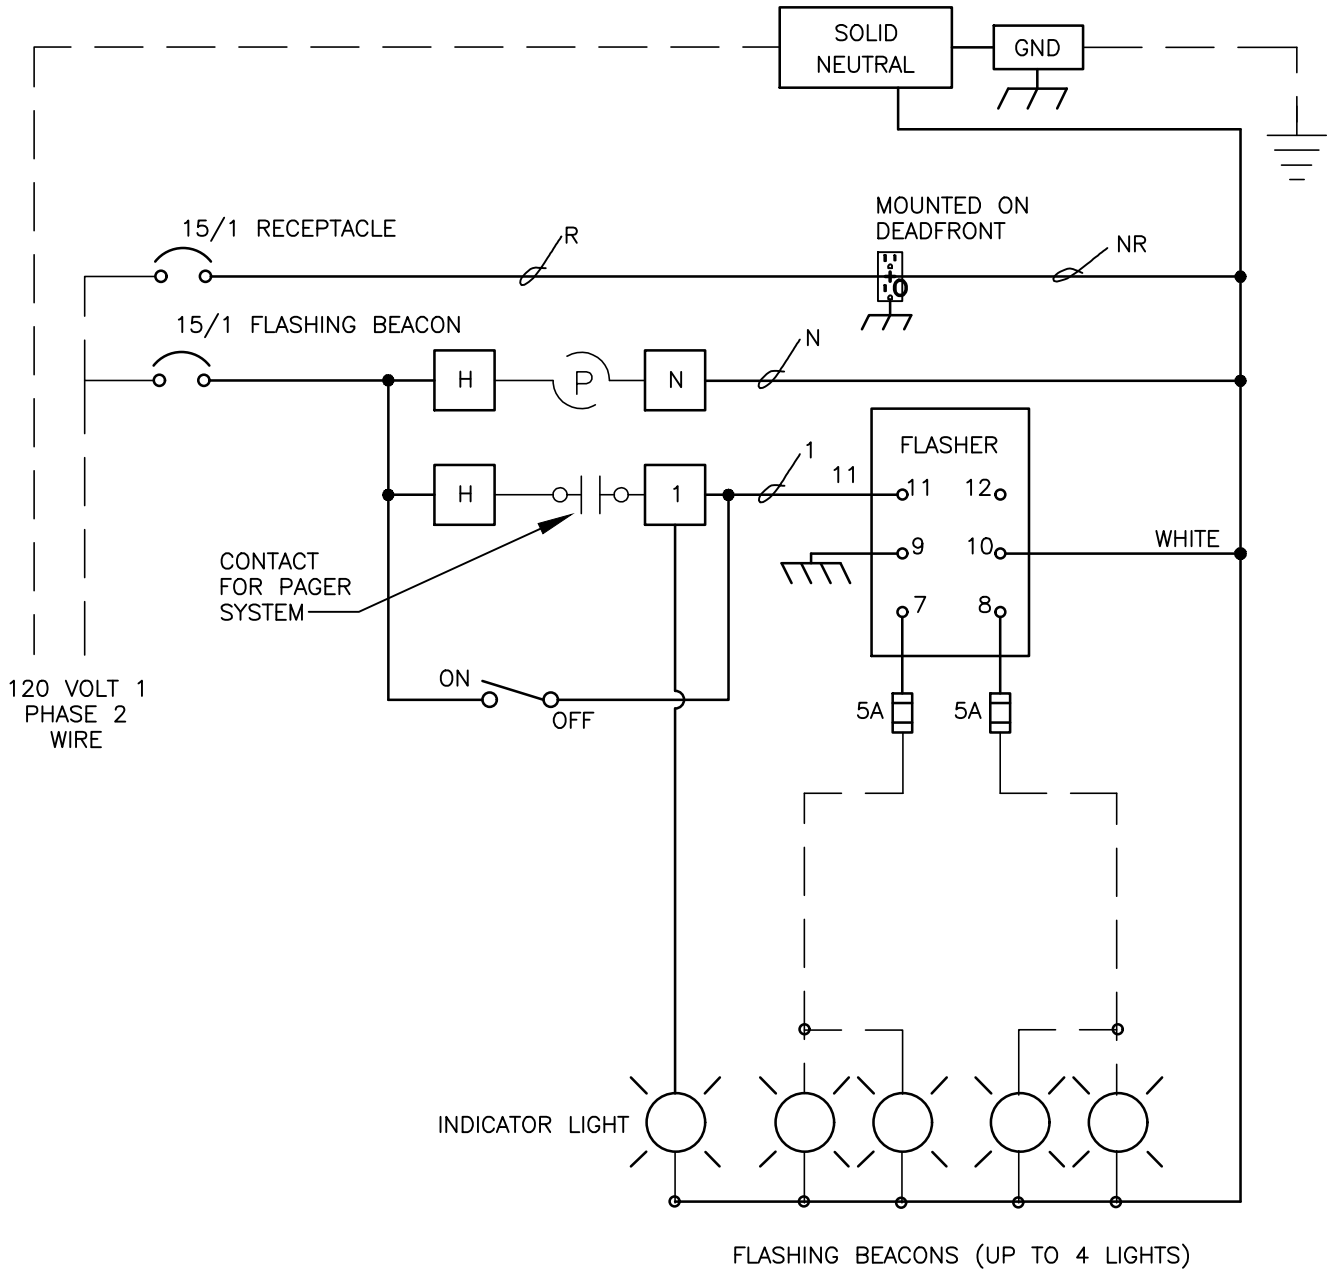 SOLID
NEUTRAL
GND
15/1 RECEPTACLE
R
MOUNTED ON
DEADFRONT
NR
15/1 FLASHING BEACON
H
P
N
N
FLASHER
H
1
1
11
11
12
9
10
WHITE
7
8
CONTACT
FOR PAGER
SYSTEM
ON
OFF
120 VOLT 1
PHASE 2
WIRE
5A
5A
INDICATOR LIGHT
FLASHING BEACONS (UP TO 4 LIGHTS)